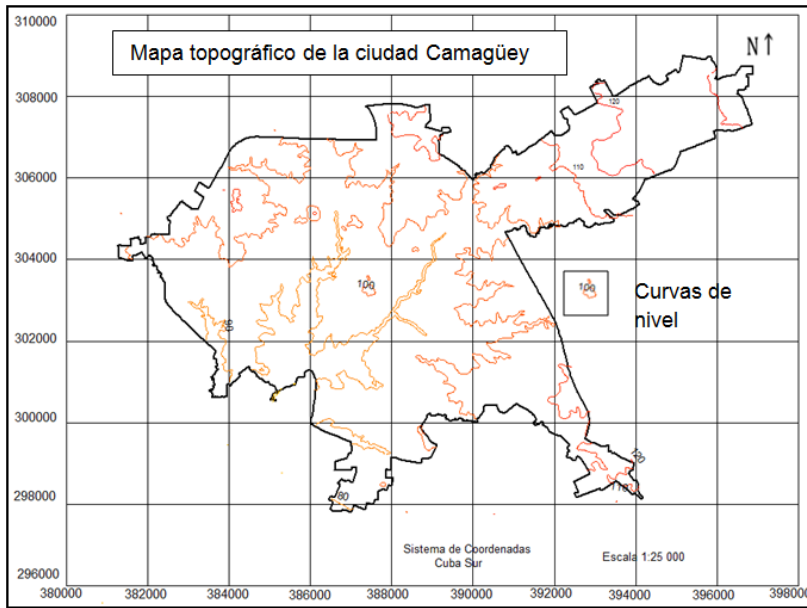 310000
Mapa topográfico de la ciudad Camagüey
N
308000
120
110
306000
304000
100
100
Curvas de
nivel
90
302000
300000
120
110
298000
80
Sistema de Coordenadas
Cuba Sur
Escala 1:25 000
296000
380000 382000 384000 386000 388000 390000 392000 394000 396000 398000